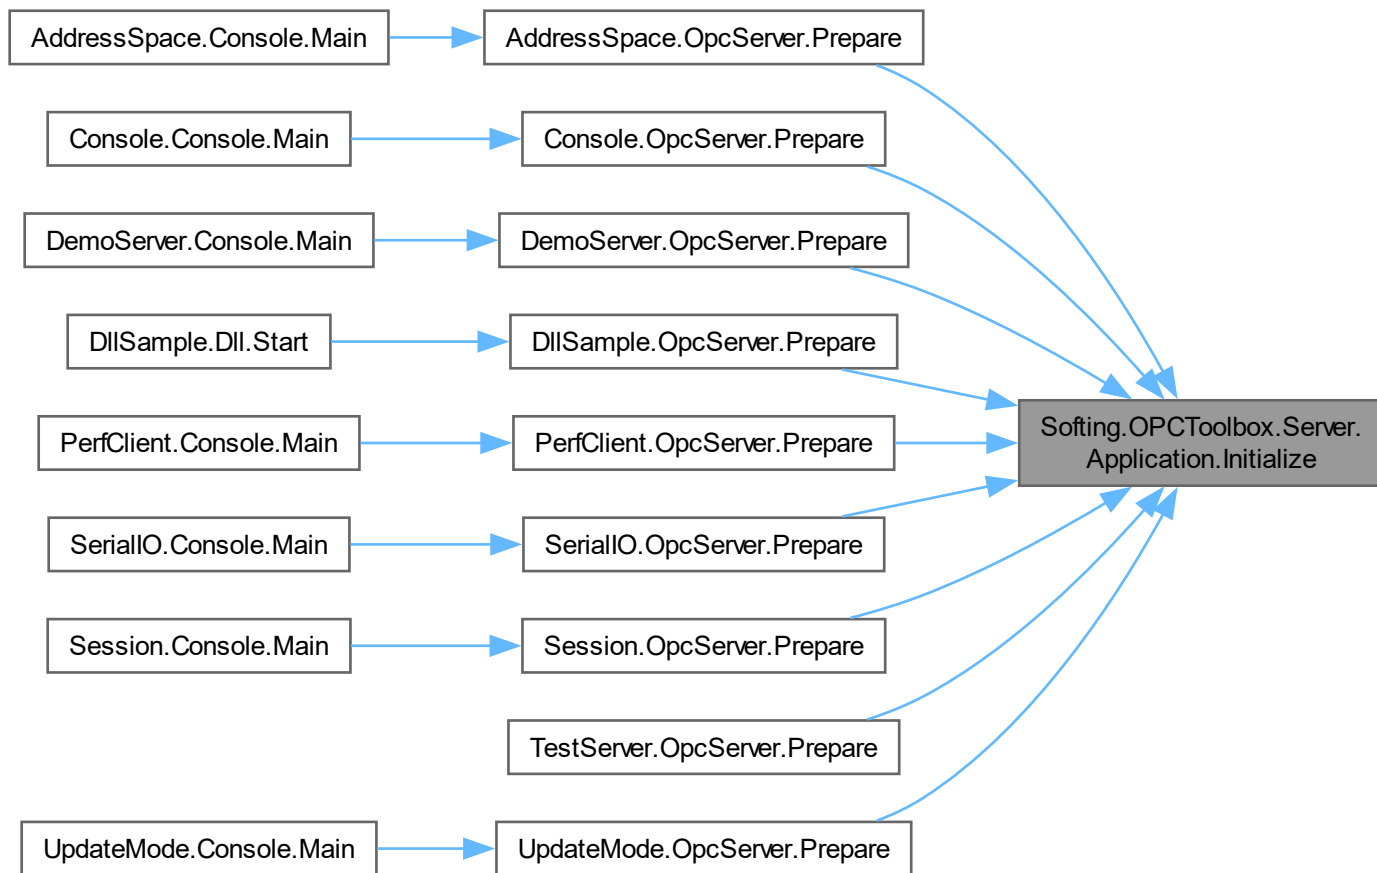 AddressSpace.Console.Main
AddressSpace.OpcServer.Prepare
Console.Console.Main
Console.OpcServer.Prepare
DemoServer.Console.Main
DemoServer.OpcServer.Prepare
DllSample.Dll.Start
DllSample.OpcServer.Prepare
Softing.OPCToolbox.Server.
Application.Initialize
PerfClient.Console.Main
PerfClient.OpcServer.Prepare
SerialIO.Console.Main
SerialIO.OpcServer.Prepare
Session.Console.Main
Session.OpcServer.Prepare
TestServer.OpcServer.Prepare
UpdateMode.Console.Main
UpdateMode.OpcServer.Prepare